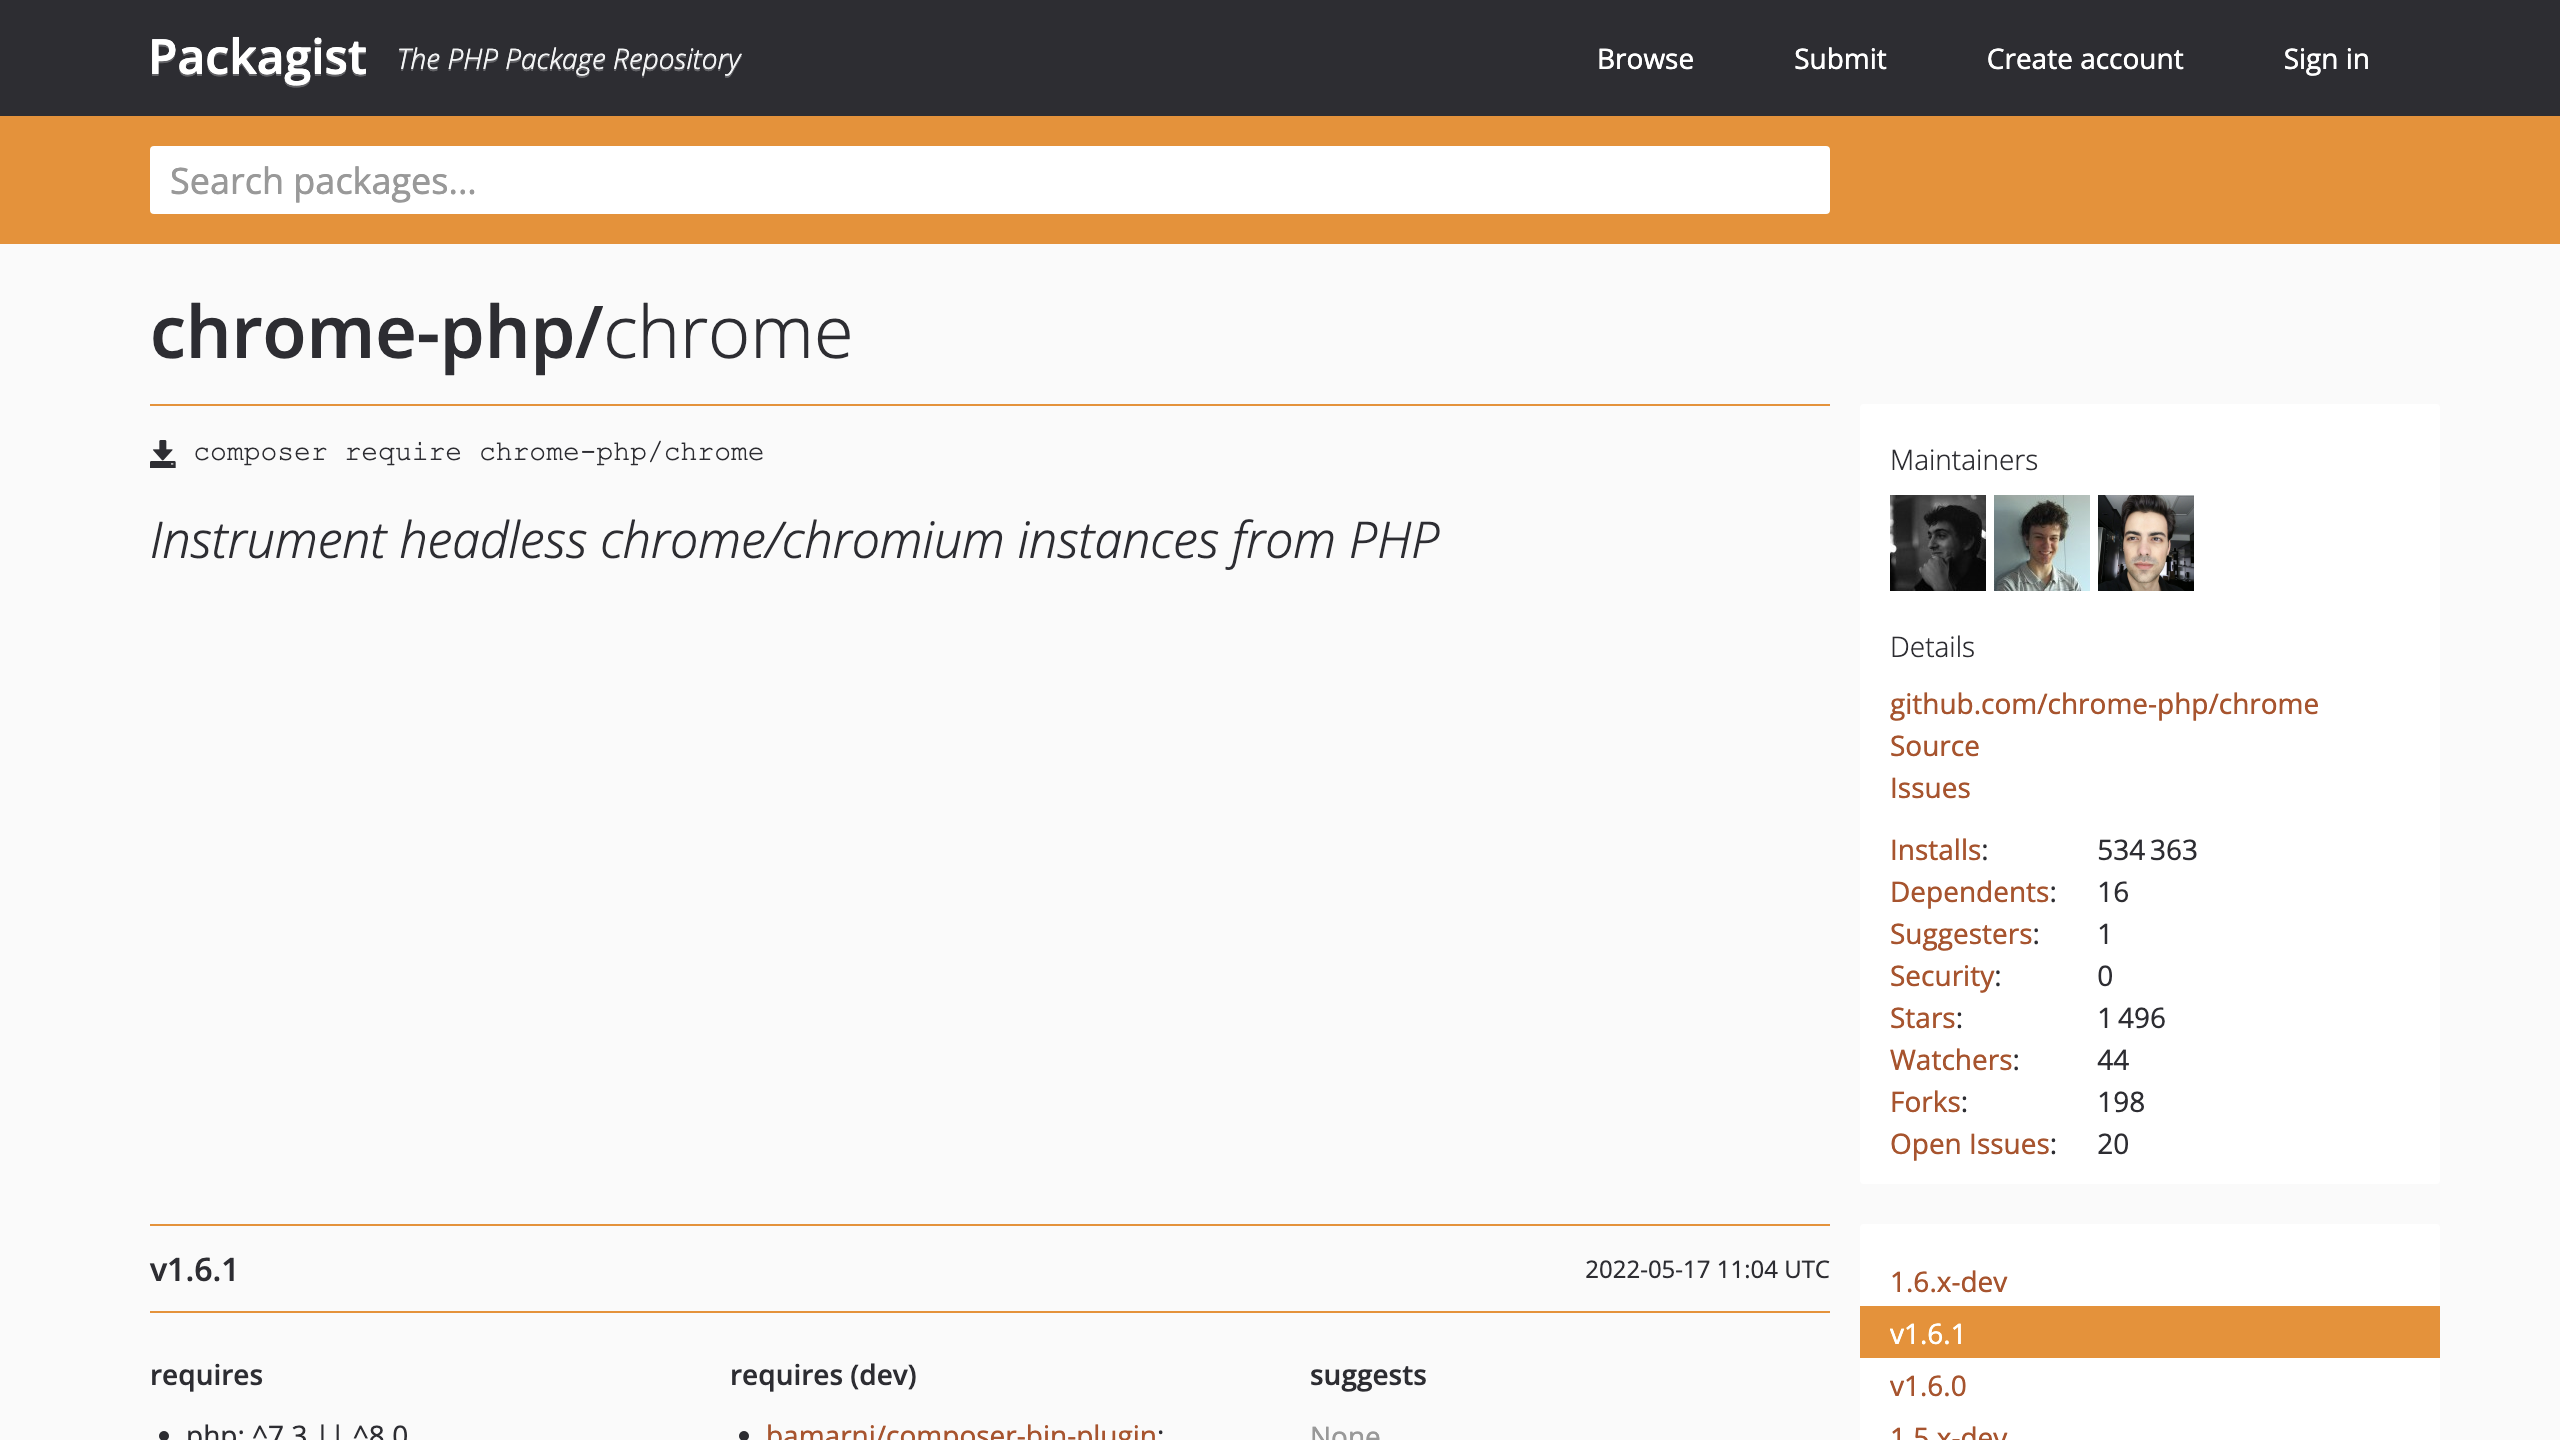 Packagist The PHP Package Repository
Browse Submit Create account Sign in
Search packages...
chrome-php/chrome
composer require chrome-php/chrome
Instrument headless chrome/chromium instances from PHP
Maintainers
Details
github.com/chrome-php/chrome
Source
Issues
Installs: 534 363
Dependents: 16
Suggesters: 1
Security: 0
Stars: 1 496
Watchers: 44
Forks: 198
Open Issues: 20
v1.6.1 2022-05-17 11:04 UTC
requires
php: ^7.3 || ^8.0
requires (dev)
bamarni/composer-bin-plugin:
suggests
None
1.6.x-dev
v1.6.1
v1.6.0
1.5.x-dev